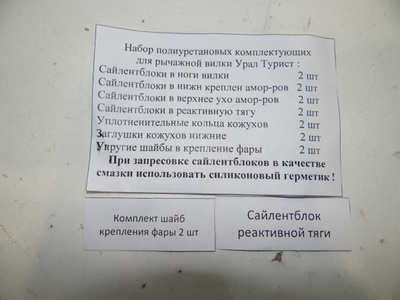 Набор полиуретановых комплектующих
для рычажной вилки Урал Турист :
Сайлентблоки в ноги вилки 2 шт
Сайлентблоки в нижн креплен амор-ров 2 шт
Сайлентблоки в верхнее ухо амор-ров 2 шт
Сайлентблоки в реактивную тягу 2 шт
Уплотненительные кольца кожухов 2 шт
Заглушки кожухов нижние 2 шт
Упругие шайбы в крепление фары 2 шт
При запресовке сайлентблоков в качестве
смазки использовать силиконовый герметик !
Комплект шайб
крепления фары 2 шт
Сайлентблок
реактивной тяги